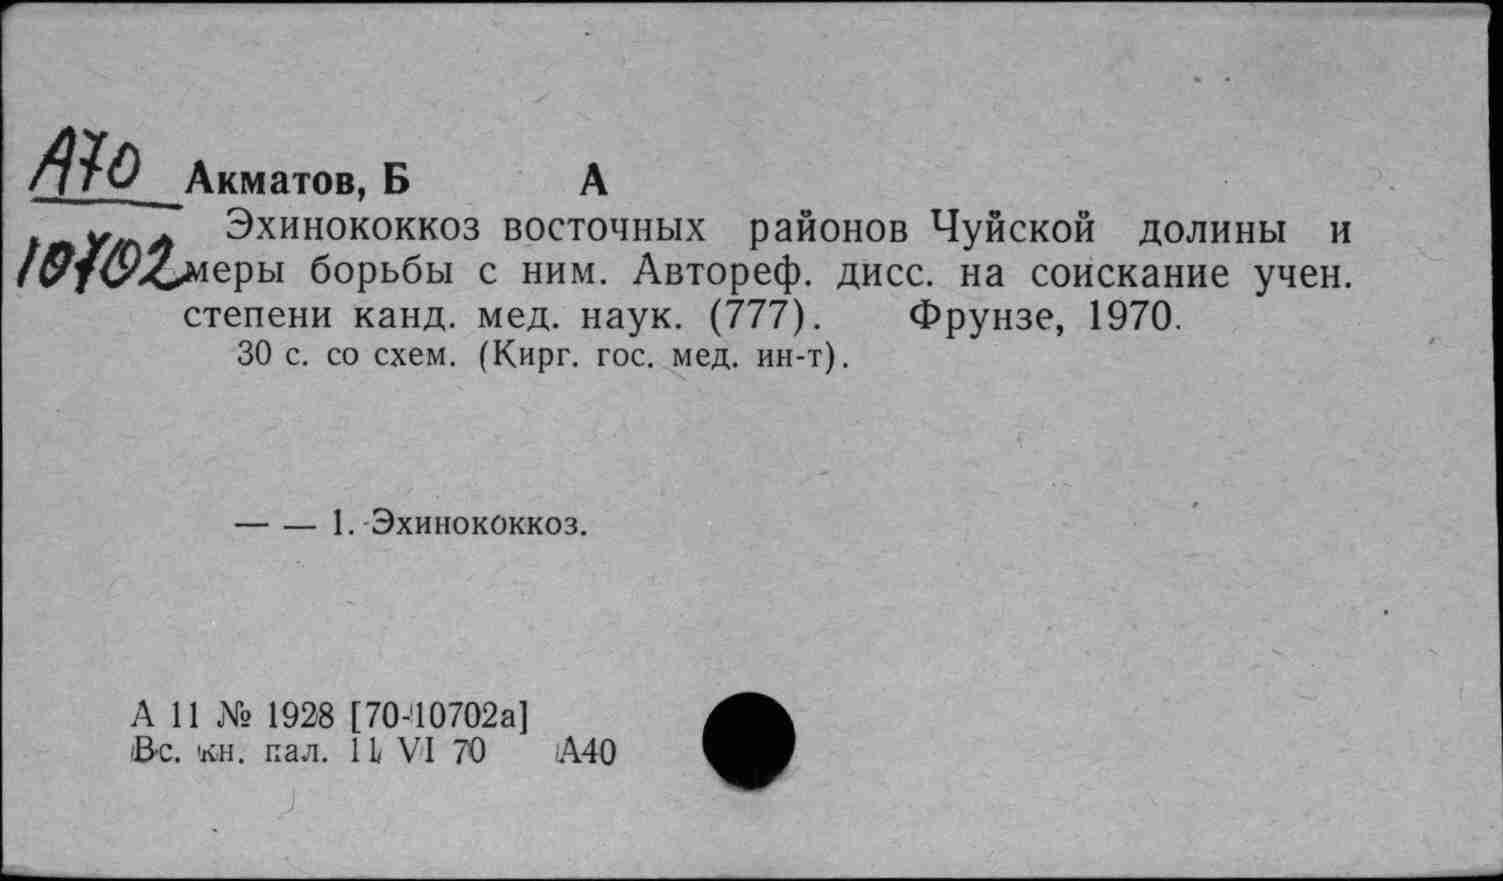 А70 Акматов, Б А
Эхинококкоз восточных районов Чуйской долины и
10702 меры борьбы с ним. Автореф. дисс. на соискание учен.
степени канд. мед. наук. (777). Фрунзе, 1970.
30 с. со схем. (Кирг. гос. мед. ин-т).
— — 1. Эхинококкоз.
А 11 № 1928 [70-10702а]
Вс. кн. пал. 11 VI 70 А40